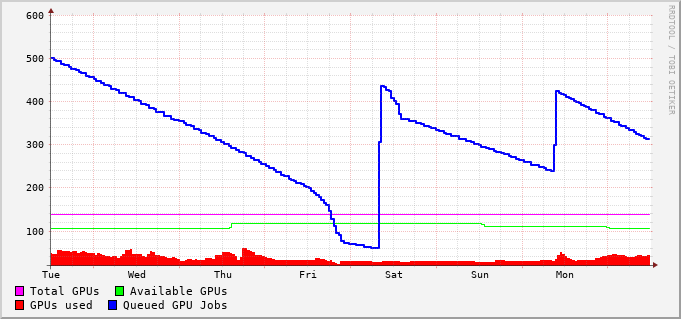 600
500
400
300
200
100
Tue Wed Thu Fri Sat Sun Mon
Total GPUs Available GPUs
GPUs used Queued GPU Jobs
RRDTOOL / TOBI OETIKER